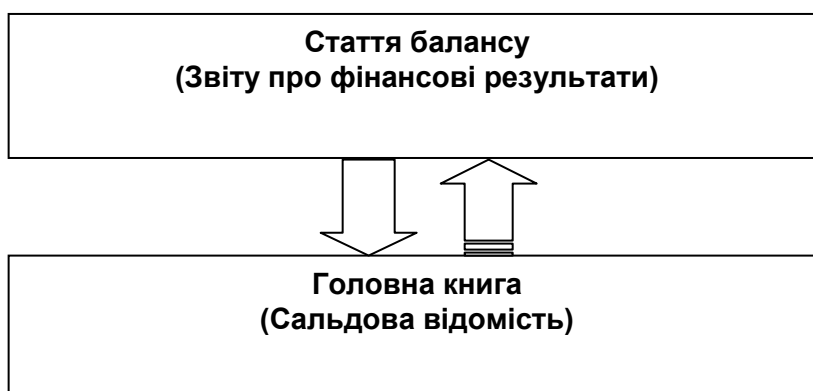 Стаття балансу
(Звіту про фінансові результати)
Головна книга
(Сальдова відомість)